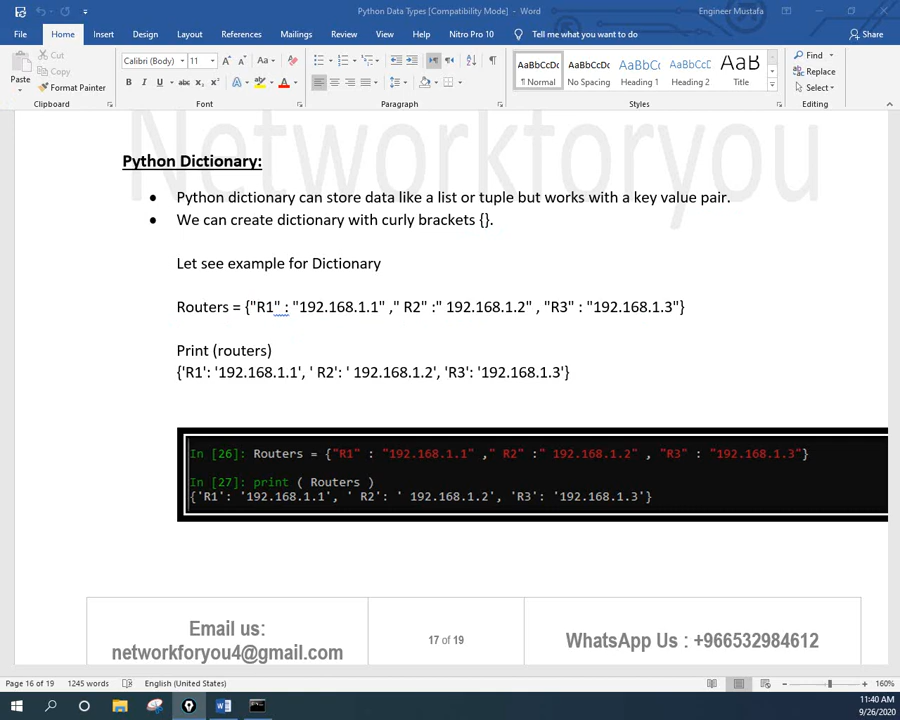 Python Data Types [Compatibility Mode] - Word
Engineer Mustafa
File Home Insert Design Layout References Mailings Review View Help Nitro Pro 10 Tell me what you want to do Share
Cut
Copy
Format Painter
Paste
Clipboard
Calibri (Body) 11
Font
Paragraph
AaBbCcDc AaBbCcDc AaBbCc AaBbCcC AaB
¶ Normal No Spacing Heading 1 Heading 2 Title
Styles
Find
Replace
Select
Editing
Networkforyou
Python Dictionary:
• Python dictionary can store data like a list or tuple but works with a key value pair.
• We can create dictionary with curly brackets {}.
Let see example for Dictionary
Routers = {"R1" : "192.168.1.1" ," R2" :" 192.168.1.2" , "R3" : "192.168.1.3"}
Print (routers)
{'R1': '192.168.1.1', ' R2': ' 192.168.1.2', 'R3': '192.168.1.3'}
In [26]: Routers = {"R1" : "192.168.1.1" ," R2" :" 192.168.1.2" , "R3" : "192.168.1.3"}
In [27]: print ( Routers )
{'R1': '192.168.1.1', ' R2': ' 192.168.1.2', 'R3': '192.168.1.3'}
Email us:
networkforyou4@gmail.com
17 of 19
WhatsApp Us : +966532984612
Page 16 of 19 1245 words English (United States) 160%
11:40 AM
9/26/2020